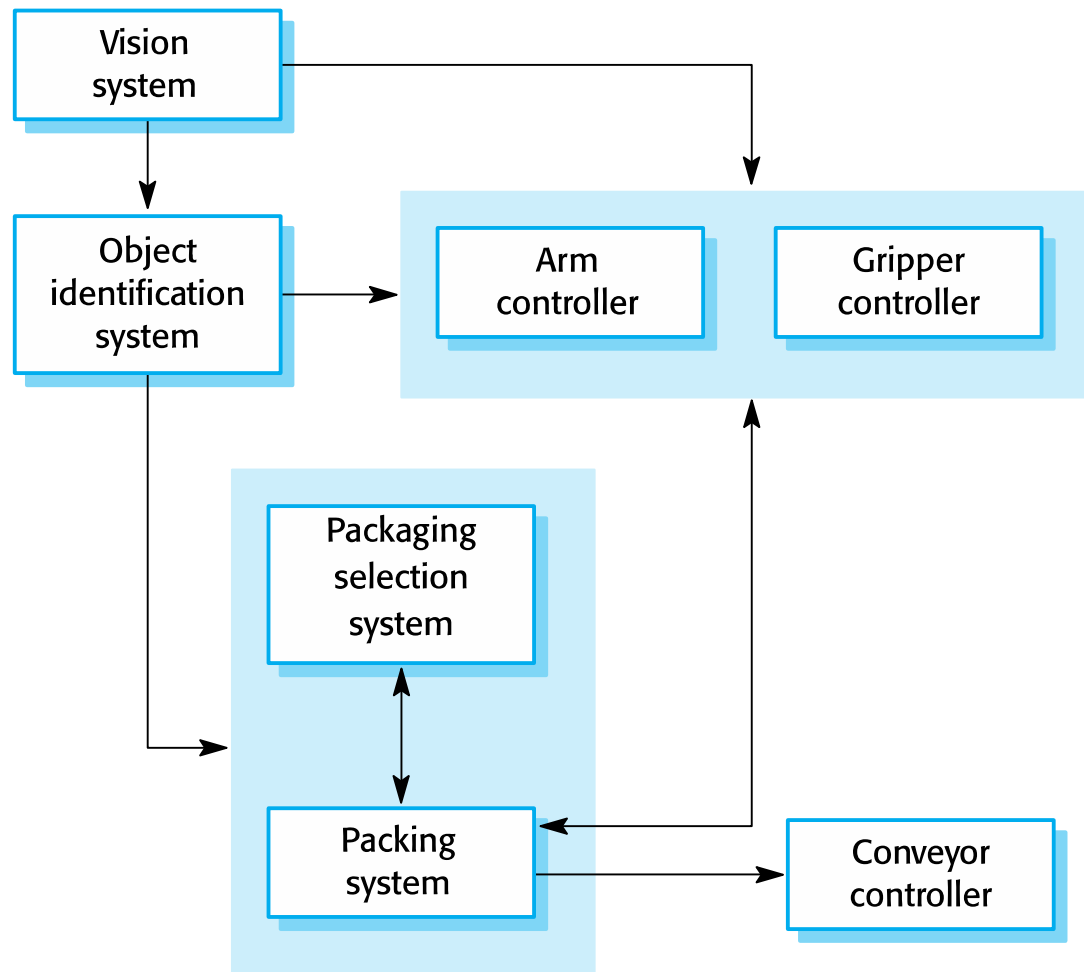 Vision
system
Object
identification
system
Arm
controller
Gripper
controller
Packaging
selection
system
Packing
system
Conveyor
controller